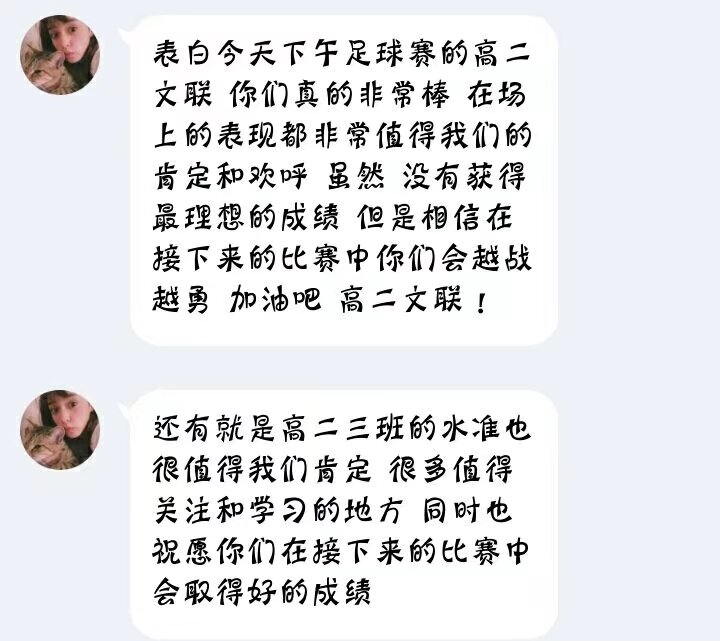 表白今天下午足球赛的高二
文联 你们真的非常棒 在场
上的表现都非常值得我们的
肯定和欢呼 虽然 没有获得
最理想的成绩 但是相信在
接下来的比赛中你们会越战
越勇 加油吧 高二文联！
还有就是高二三班的水准也
很值得我们肯定 很多值得
关注和学习的地方 同时也
祝愿你们在接下来的比赛中
会取得好的成绩